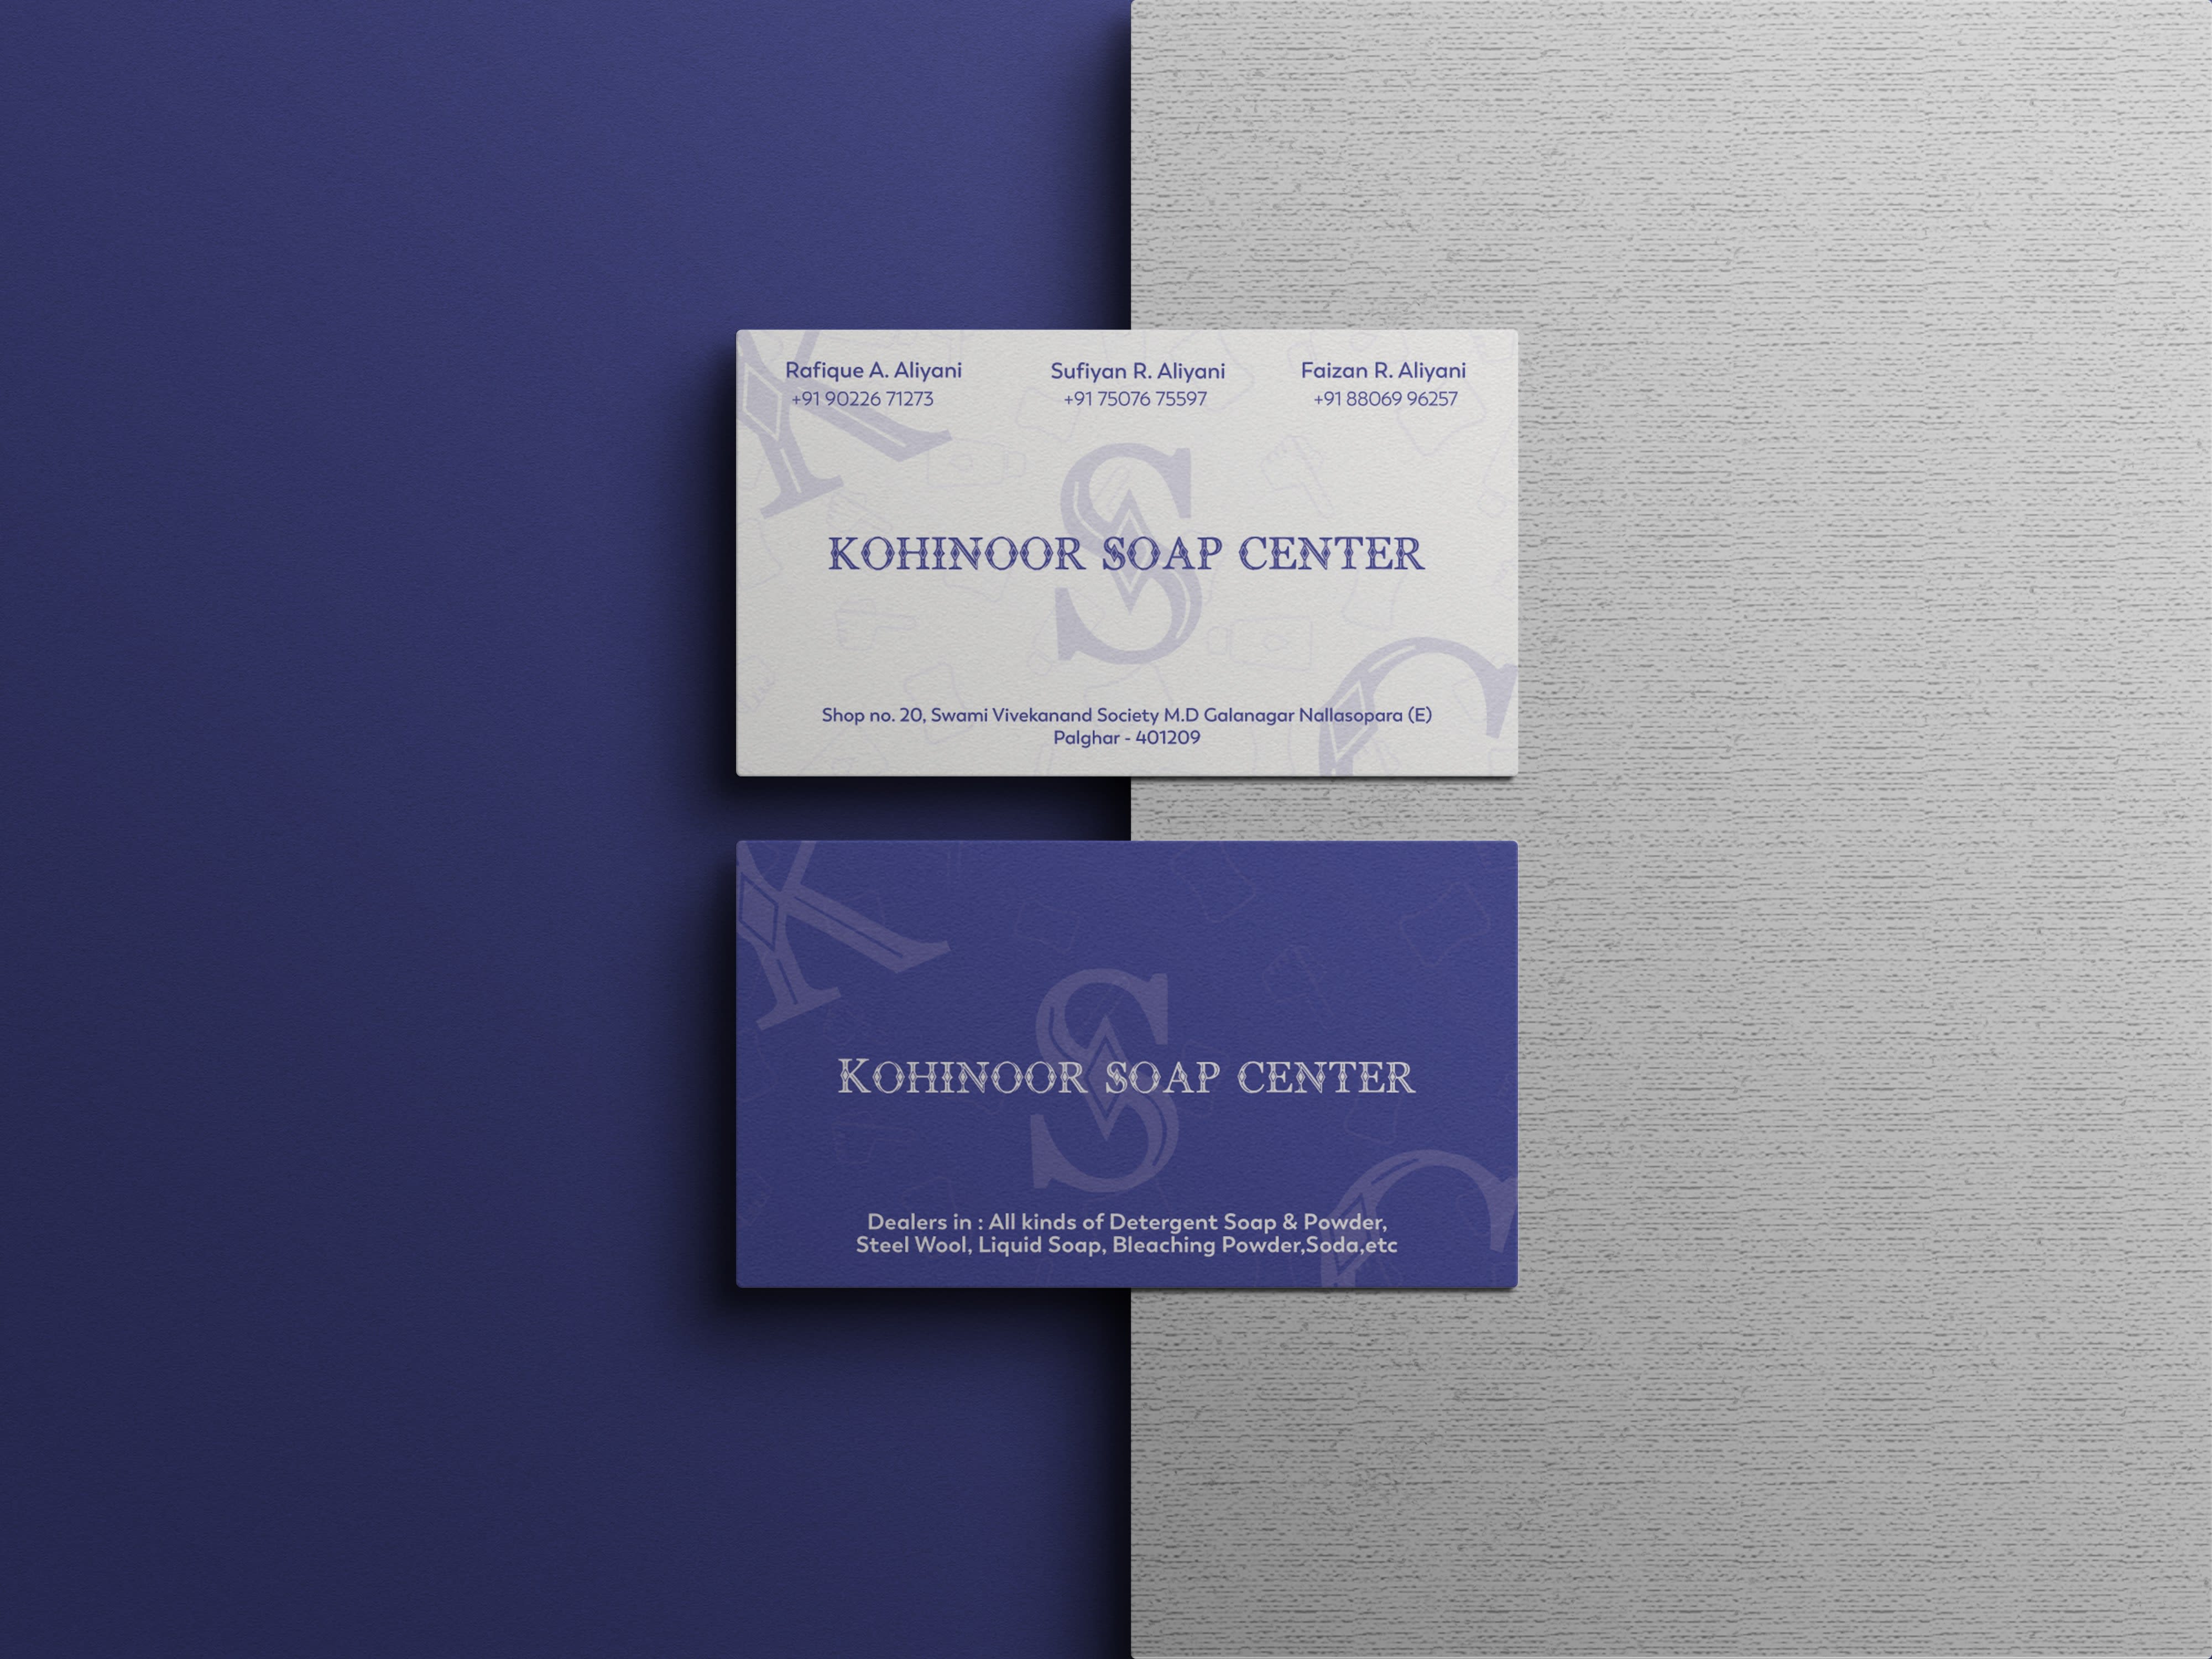 Rafique A. Aliyani Sufiyan R. Aliyani Faizan R. Aliyani
+91 90226 71273 +91 75076 75597 +91 88069 96257
K
S
KOHINOOR SOAP CENTER
C
Shop no. 20, Swami Vivekanand Society M.D Galanagar Nallasopara (E)
Palghar - 401209
K
S
KOHINOOR SOAP CENTER
C
Dealers in : All kinds of Detergent Soap & Powder,
Steel Wool, Liquid Soap, Bleaching Powder,Soda,etc